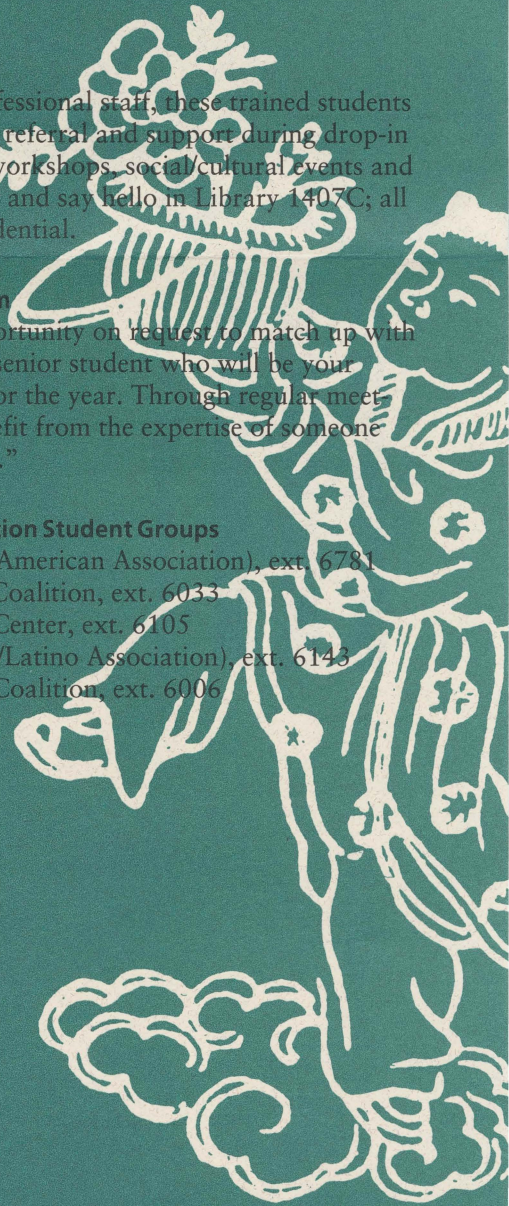 fessional staff, these trained students
referral and support during drop-in
workshops, social/cultural events and
and say hello in Library 1407C; all
dential.
n
ortunity on request to match up with
senior student who will be your
or the year. Through regular meet-
efit from the expertise of someone
.”
tion Student Groups
American Association), ext. 6781
Coalition, ext. 6033
Center, ext. 6105
/Latino Association), ext. 6143
Coalition, ext. 6006